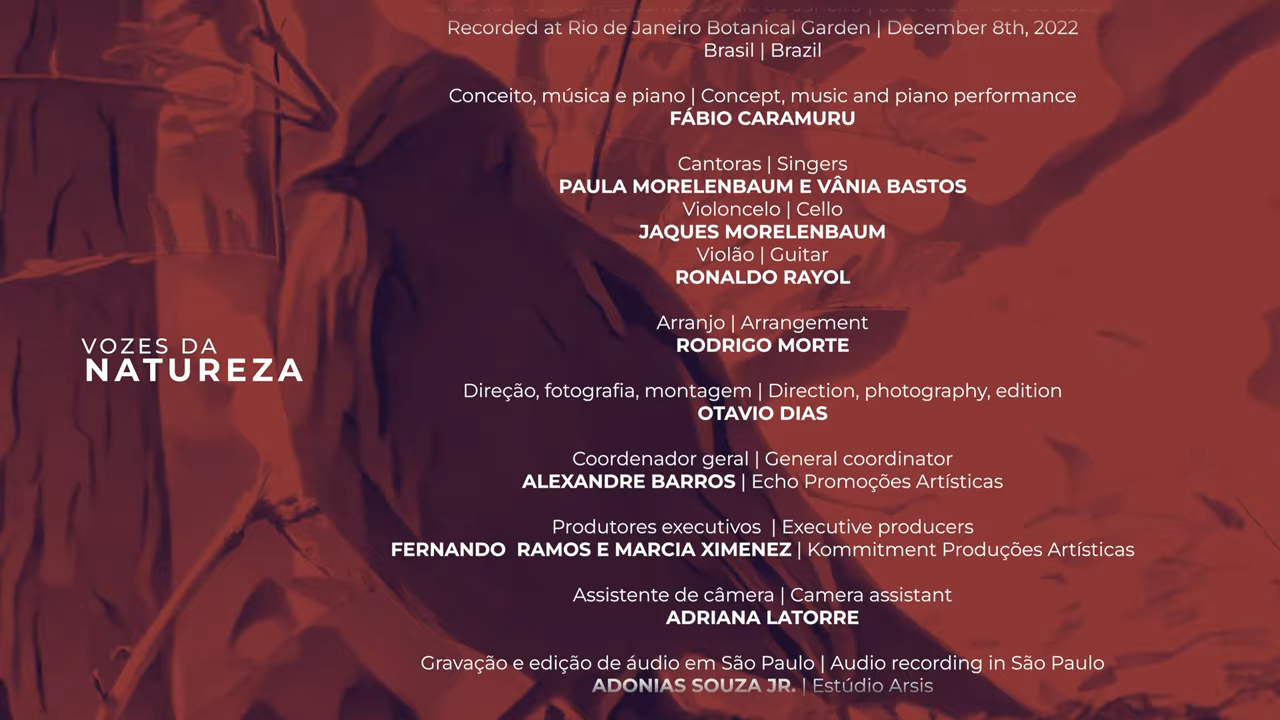 Recorded at Rio de Janeiro Botanical Garden | December 8th, 2022
Brasil | Brazil
Conceito, música e piano | Concept, music and piano performance
FÁBIO CARAMURU
Cantoras | Singers
PAULA MORELENBAUM E VÂNIA BASTOS
Violoncelo | Cello
JAQUES MORELENBAUM
Violão | Guitar
RONALDO RAYOL
Arranjo | Arrangement
RODRIGO MORTE
Direção, fotografia, montagem | Direction, photography, edition
OTAVIO DIAS
Coordenador geral | General coordinator
ALEXANDRE BARROS | Echo Promoções Artísticas
Produtores executivos | Executive producers
FERNANDO RAMOS E MARCIA XIMENEZ | Kommitment Produções Artísticas
Assistente de câmera | Camera assistant
ADRIANA LATORRE
Gravação e edição de áudio em São Paulo | Audio recording in São Paulo
ADONIAS SOUZA JR. | Estúdio Arsis
VOZES DA
NATUREZA